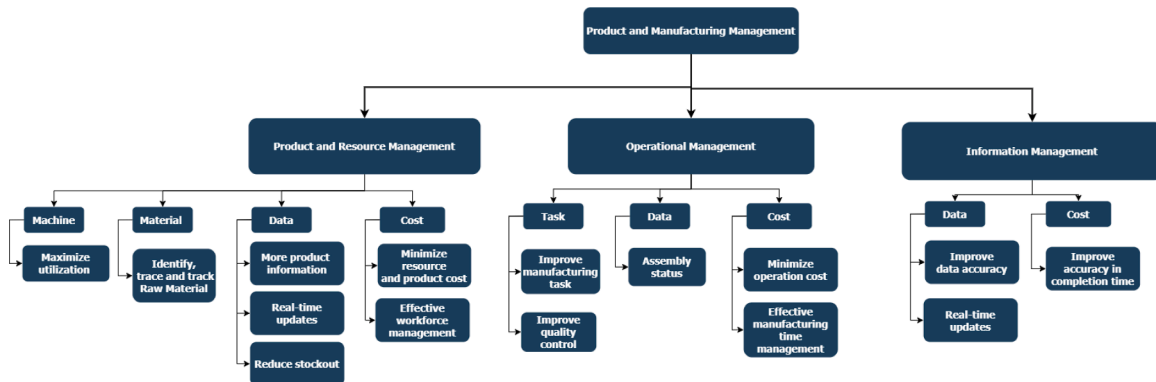 Product and Manufacturing Management
Product and Resource Management
Operational Management
Information Management
Machine
Material
Data
Cost
Task
Data
Cost
Data
Cost
Maximize
utilization
Identify,
trace and track
Raw Material
More product
information
Real-time
updates
Reduce stockout
Minimize
resource
and product cost
Effective
workforce
management
Improve
manufacturing
task
Improve
quality
control
Assembly
status
Minimize
operation cost
Effective
manufacturing
time
management
Improve
data accuracy
Real-time
updates
Improve
accuracy in
completion time